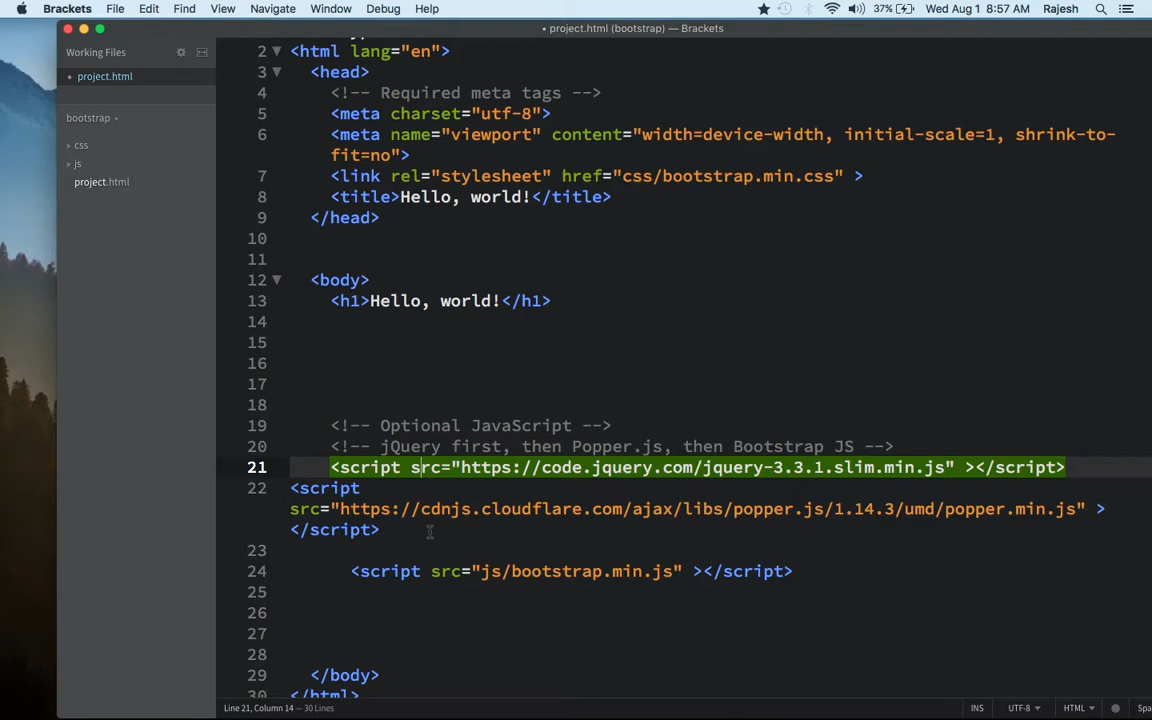 Brackets File Edit Find View Navigate Window Debug Help 37% Wed Aug 1 8:57 AM Rajesh
• project.html (bootstrap) — Brackets
Working Files
• project.html
bootstrap
css
js
project.html
2 <html lang="en">
3 <head>
4 <!-- Required meta tags -->
5 <meta charset="utf-8">
6 <meta name="viewport" content="width=device-width, initial-scale=1, shrink-to-
fit=no">
7 <link rel="stylesheet" href="css/bootstrap.min.css" >
8 <title>Hello, world!</title>
9 </head>
10
11
12 <body>
13 <h1>Hello, world!</h1>
14
15
16
17
18
19 <!-- Optional JavaScript -->
20 <!-- jQuery first, then Popper.js, then Bootstrap JS -->
21 <script src="https://code.jquery.com/jquery-3.3.1.slim.min.js" ></script>
22 <script
src="https://cdnjs.cloudflare.com/ajax/libs/popper.js/1.14.3/umd/popper.min.js" >
</script>
23
24 <script src="js/bootstrap.min.js" ></script>
25
26
27
28
29 </body>
30 </html>
Line 21, Column 14 — 30 Lines INS UTF-8 HTML Spa